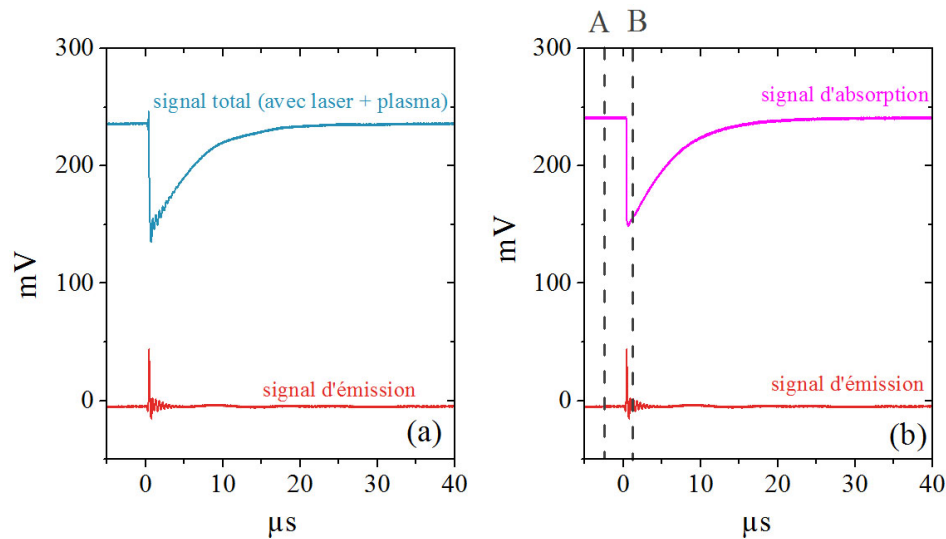 300
signal total (avec laser + plasma)
200
mV
100
signal d'émission
0
(a)
0
10
20
30
40
µs
A
B
300
signal d'absorption
200
mV
100
signal d'émission
0
(b)
0
10
20
30
40
µs